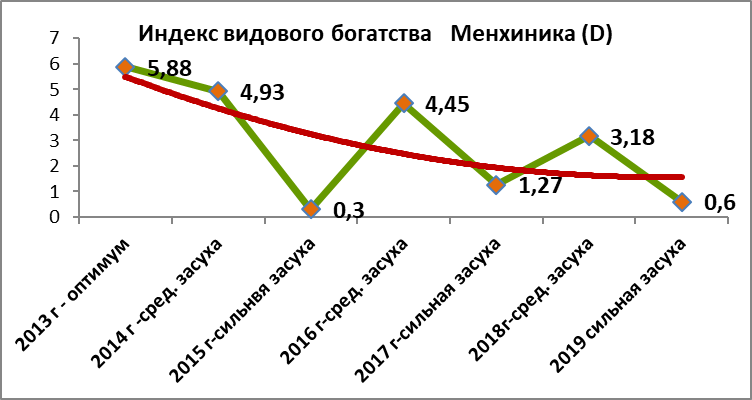 Индекс видового богатства Менхиника (D)
7
6
5
4
3
2
1
0
5,88
4,93
0,3
4,45
1,27
3,18
0,6
2013 г - оптимум
2014 г -сред. засуха
2015 г-сильнвя засуха
2016 г-сред. засуха
2017 г-сильная засуха
2018г-сред. засуха
2019 сильная засуха